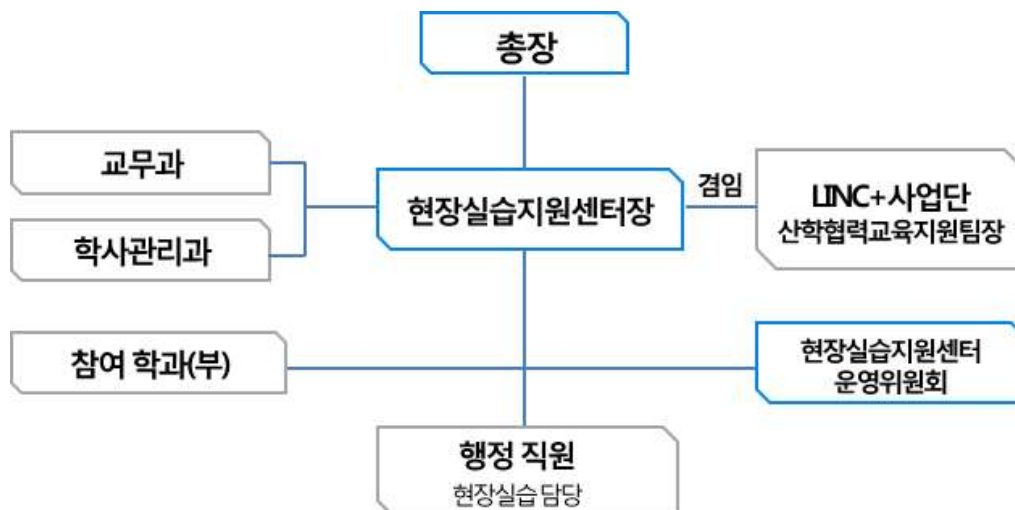 총장
교무과
학사관리과
현장실습지원센터장
겸임
LINC+사업단
산학협력교육지원팀장
참여 학과(부)
현장실습지원센터
운영위원회
행정 직원
현장실습 담당